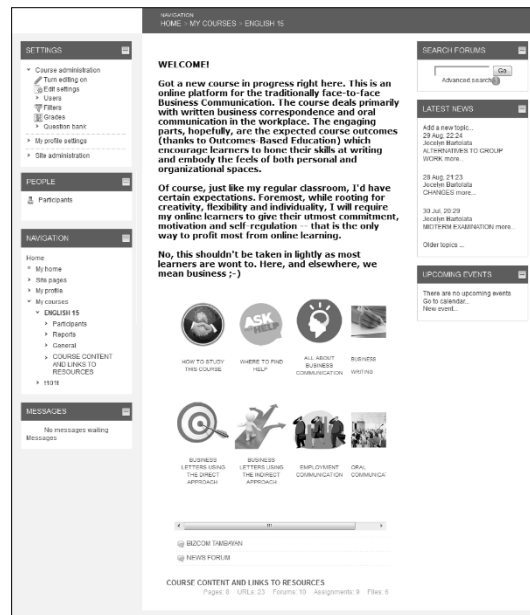 NAVIGATION
HOME > MY COURSES > ENGLISH 15
SETTINGS
Course administration
Turn editing on
Edit settings
Users
Filters
Grades
Question bank
My profile settings
Site administration
PEOPLE
Participants
NAVIGATION
Home
My home
Site pages
My profile
My courses
ENGLISH 15
Participants
Reports
General
COURSE CONTENT
AND LINKS TO
RESOURCES
MESSAGES
No messages waiting
Messages
WELCOME!
Got a new course in progress right here. This is an
online platform for the traditionally face-to-face
Business Communication. The course deals primarily
with written business correspondence and oral
communication in the workplace. The engaging
parts, hopefully, are the expected course outcomes
(thanks to Outcomes-Based Education) which
encourage learners to hone their skills at writing
and embody the feels of both personal and
organizational spaces.
Of course, just like my regular classroom, I'd have
certain expectations. Foremost, while rooting for
creativity, flexibility and individuality, I will require
my online learners to give their utmost commitment,
motivation and self-regulation -- that is the only
way to profit most from online learning.
No, this shouldn't be taken in lightly as most
learners are wont to. Here, and elsewhere, we
mean business ;-)
ASK
FOR
HELP
HOW TO STUDY
THIS COURSE
WHERE TO FIND
HELP
ALL ABOUT
BUSINESS
COMMUNICATION
BUSINESS
WRITING
BUSINESS
LETTERS USING
THE DIRECT
APPROACH
BUSINESS
LETTERS USING
THE INDIRECT
APPROACH
EMPLOYMENT
COMMUNICATION
ORAL
COMMUNICAT
BIZCOM TAMBAYAN
NEWS FORUM
COURSE CONTENT AND LINKS TO RESOURCES
Pages: 8 URLs: 23 Forums: 10 Assignments: 9 Files: 6
SEARCH FORUMS
Go
Advanced search
LATEST NEWS
Add a new topic...
29 Aug, 22:24
Jocelyn Bartolata
ALTERNATIVES TO GROUP
WORK more...
28 Aug, 21:23
Jocelyn Bartolata
CHANGES more...
30 Jul, 20:29
Jocelyn Bartolata
MIDTERM EXAMINATION more...
Older topics ...
UPCOMING EVENTS
There are no upcoming events
Go to calendar...
New event...